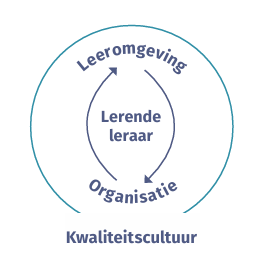 Leeromgeving
Lerende
leraar
Organisatie
Kwaliteitscultuur